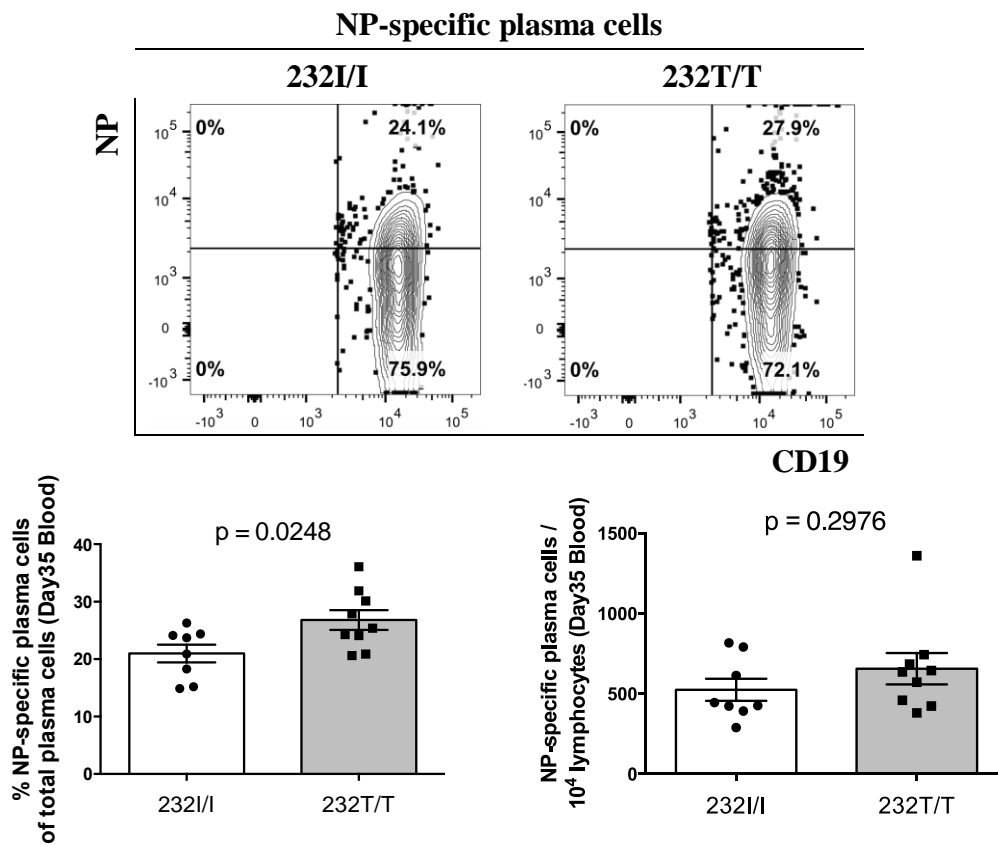 NP-specific plasma cells
232I/I 232T/T
NP
0% 24.1%
0% 75.9%
10^5
10^4
10^3
0
-10^3
-10^3 0 10^3 10^4 10^5
0% 27.9%
0% 72.1%
10^5
10^4
10^3
0
-10^3
-10^3 0 10^3 10^4 10^5
CD19
% NP-specific plasma cells
of total plasma cells (Day35 Blood)
p = 0.0248
40
30
20
10
0
232I/I 232T/T
NP-specific plasma cells /
10^4 lymphocytes (Day35 Blood)
p = 0.2976
1500
1000
500
0
232I/I 232T/T